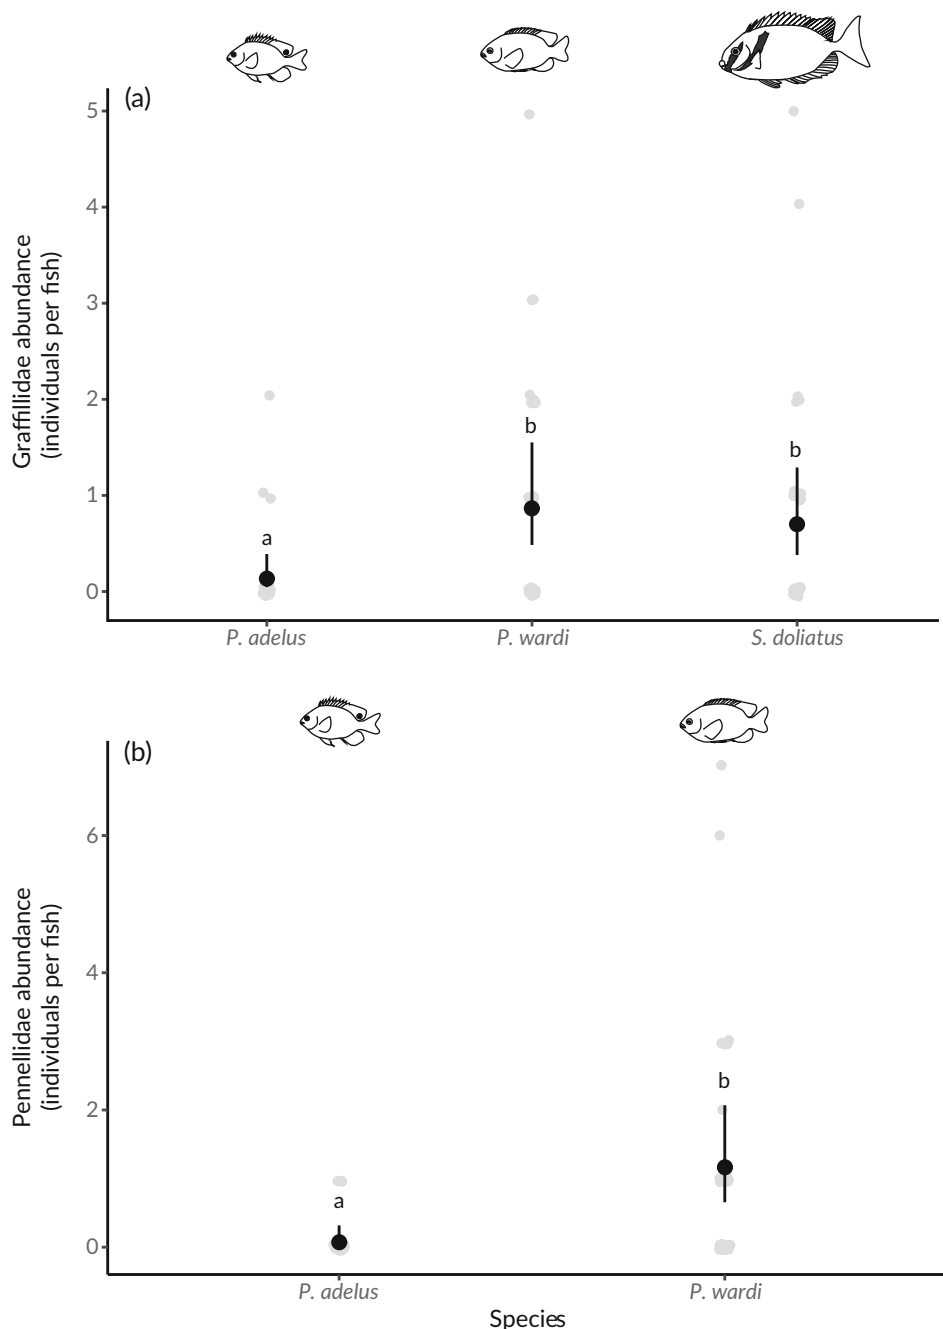 (a)
5
4
3
2
1
0
Graffillidae abundance
(individuals per fish)
a
b
b
P. adelus
P. wardi
S. doliatus
(b)
6
4
2
0
Pennellidae abundance
(individuals per fish)
a
b
P. adelus
P. wardi
Species